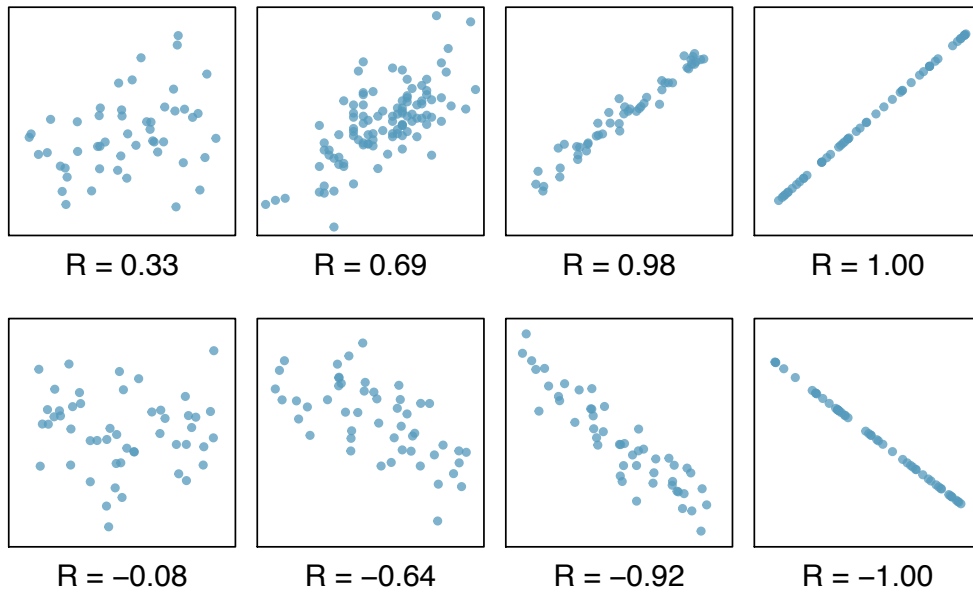 R = 0.33
R = 0.69
R = 0.98
R = 1.00
R = −0.08
R = −0.64
R = −0.92
R = −1.00